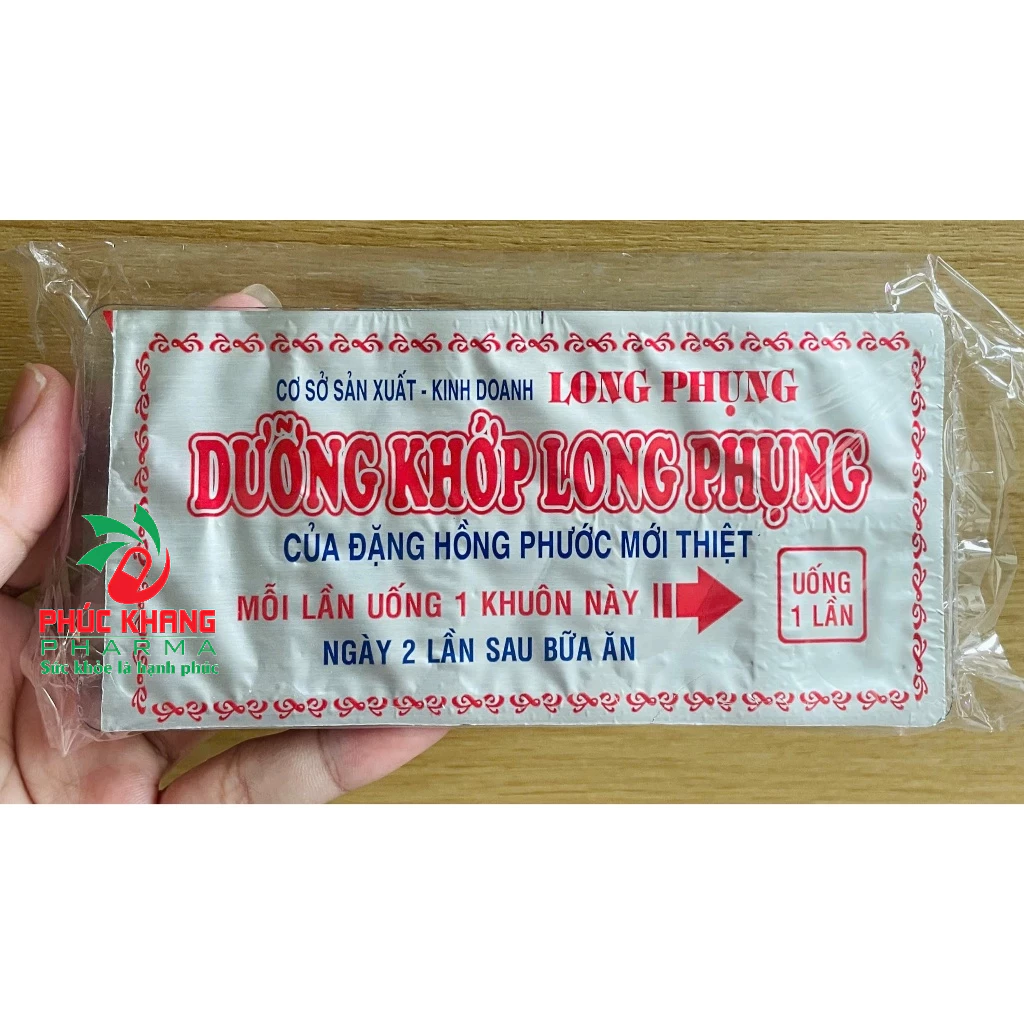 CƠ SỞ SẢN XUẤT - KINH DOANH LONG PHỤNG
DƯỠNG KHỚP LONG PHỤNG
CỦA ĐẶNG HỒNG PHƯỚC MỚI THIỆT
MỖI LẦN UỐNG 1 KHUÔN NÀY
NGÀY 2 LẦN SAU BỮA ĂN
UỐNG
1 LẦN
PHÚC KHANG
PHARMA
Sức khỏe là hạnh phúc